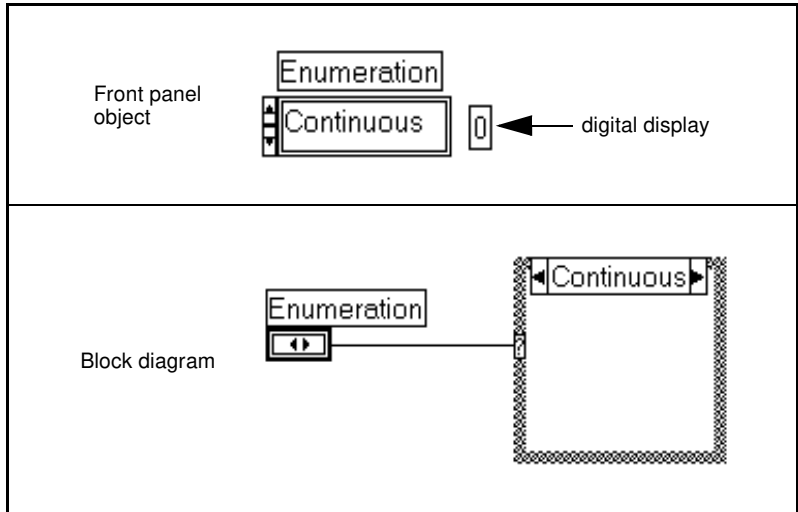 Enumeration
Front panel
object
Continuous
0
digital display
Continuous
Enumeration
?
Block diagram